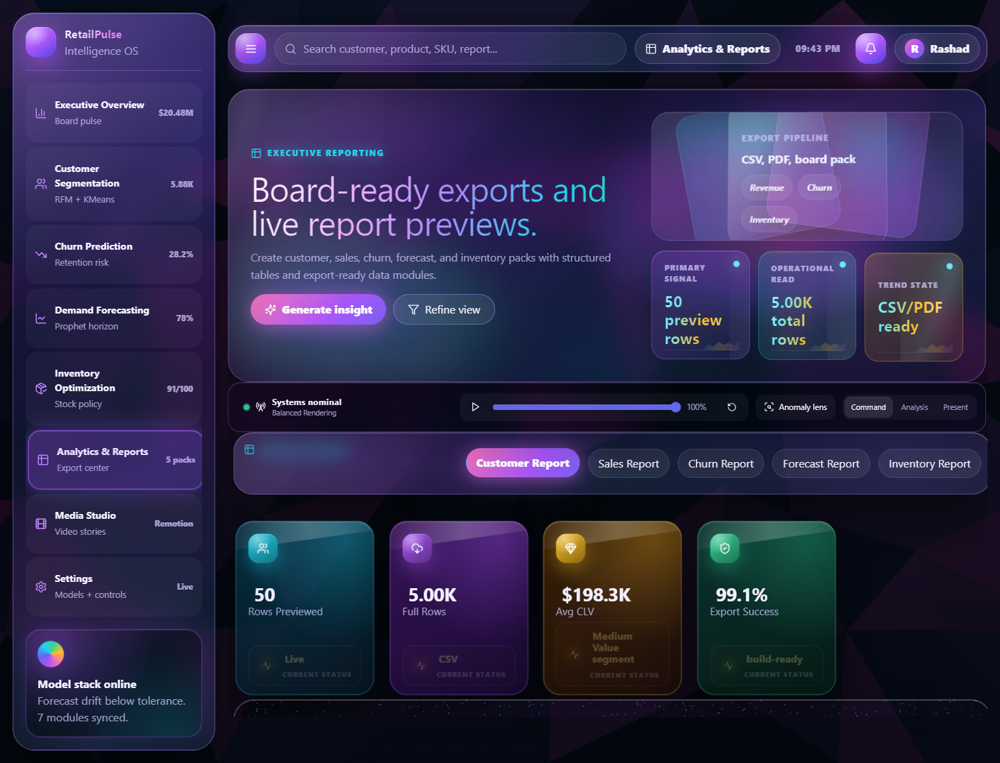 RetailPulse
Intelligence OS
Executive Overview
Board pulse
$20.48M
Customer
Segmentation
RFM + KMeans
5.88K
Churn Prediction
Retention risk
28.2%
Demand Forecasting
Prophet horizon
78%
Inventory
Optimization
Stock policy
91/100
Analytics & Reports
Export center
5 packs
Media Studio
Video stories
Remotion
Settings
Models + controls
Live
Model stack online
Forecast drift below tolerance.
7 modules synced.
Search customer, product, SKU, report...
Analytics & Reports
09:43 PM
R
Rashad
EXECUTIVE REPORTING
Board-ready exports and
live report previews.
Create customer, sales, churn, forecast, and inventory packs with structured
tables and export-ready data modules.
Generate insight
Refine view
EXPORT PIPELINE
CSV, PDF, board pack
Revenue
Churn
Inventory
PRIMARY
SIGNAL
50
preview
rows
OPERATIONAL
READ
5.00K
total
rows
TREND STATE
CSV/PDF
ready
Systems nominal
Balanced Rendering
100%
Anomaly lens
Command
Analysis
Present
Customer Report
Sales Report
Churn Report
Forecast Report
Inventory Report
50
Rows Previewed
Live
CURRENT STATUS
5.00K
Full Rows
CSV
CURRENT STATUS
$198.3K
Avg CLV
Medium
Value
segment
CURRENT STATUS
99.1%
Export Success
build-ready
CURRENT STATUS